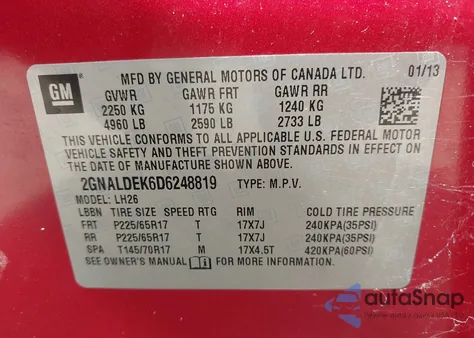 GM
MFD BY GENERAL MOTORS OF CANADA LTD. 01/13
GVWR GAWR FRT GAWR RR
2250 KG 1175 KG 1240 KG
4960 LB 2590 LB 2733 LB
THIS VEHICLE CONFORMS TO ALL APPLICABLE U.S. FEDERAL MOTOR
VEHICLE SAFETY AND THEFT PREVENTION STANDARDS IN EFFECT ON
THE DATE OF MANUFACTURE SHOWN ABOVE.
2GNALDEK6D6248819 TYPE: M.P.V.
MODEL: LH26
LBBN TIRE SIZE SPEED RTG RIM COLD TIRE PRESSURE
FRT P225/65R17 T 17X7J 240KPA(35PSI)
RR P225/65R17 T 17X7J 240KPA(35PSI)
SPA T145/70R17 M 17X4.5T 420KPA(60PSI)
SEE OWNER'S MANUAL FOR MORE INFORMATION.
autoSnap